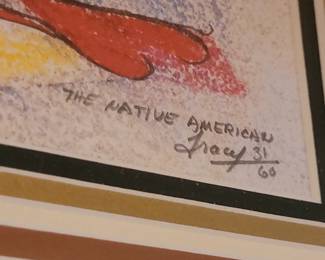 THE NATIVE AMERICAN
Tracy 31
60